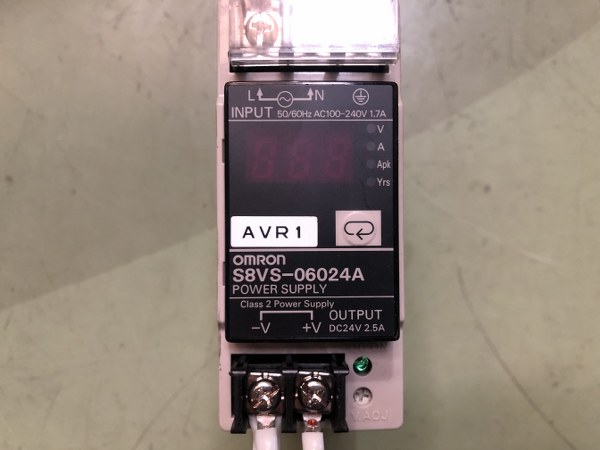 L N
INPUT 50/60Hz AC100-240V 1.7A
V
A
Apk
Yrs
AVR1
OMRON
S8VS-06024A
POWER SUPPLY
Class 2 Power Supply
-V +V OUTPUT
DC24V 2.5A
V.ADJ